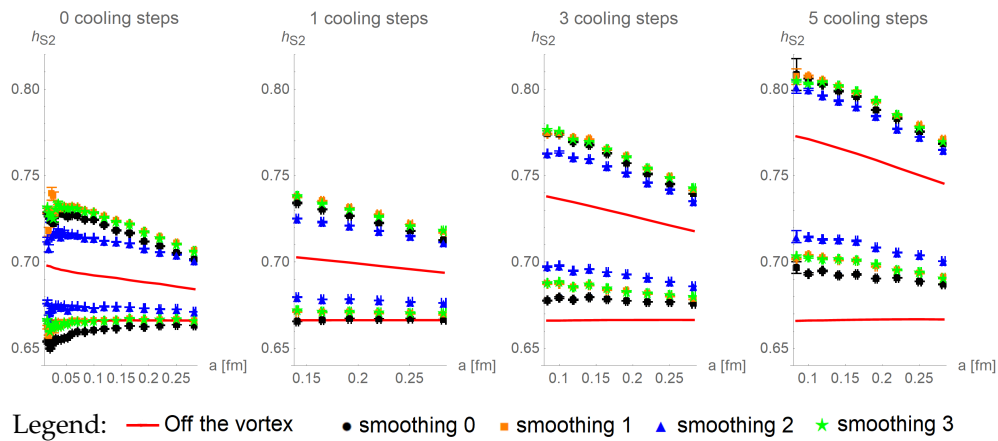 0 cooling steps
1 cooling steps
3 cooling steps
5 cooling steps
hS2
hS2
hS2
hS2
0.80
0.80
0.80
0.80
0.75
0.75
0.75
0.75
0.70
0.70
0.70
0.70
0.65
0.65
0.65
0.65
a [fm]
a [fm]
a [fm]
a [fm]
0.05 0.10 0.15 0.20 0.25
0.15 0.20 0.25
0.1 0.15 0.20 0.25
0.1 0.15 0.20 0.25
Legend: Off the vortex smoothing 0 smoothing 1 smoothing 2 smoothing 3